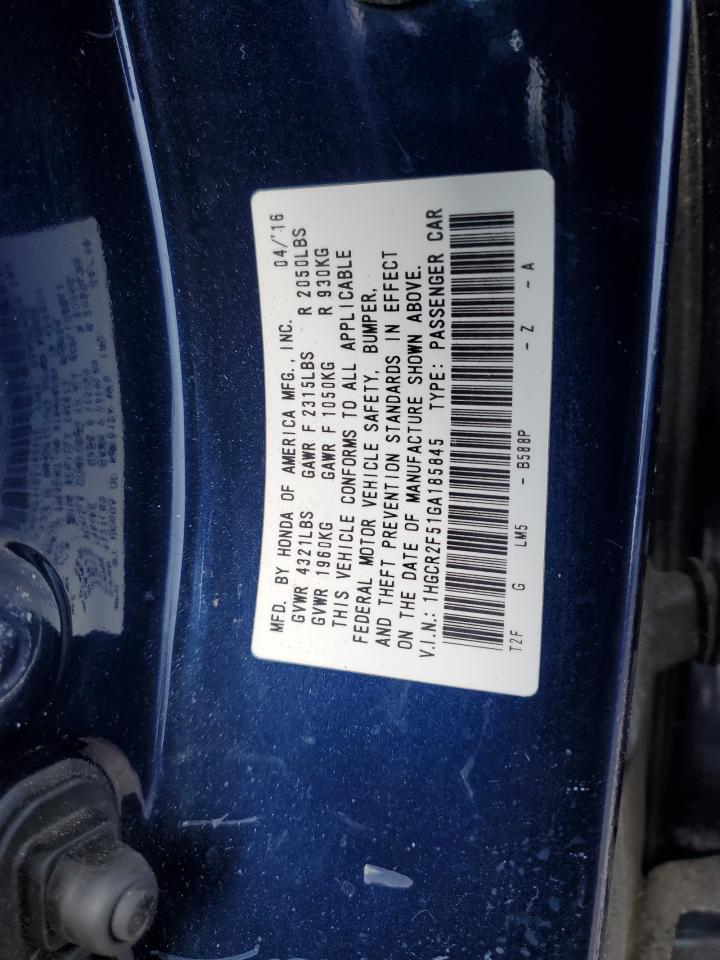 MFD. BY HONDA OF AMERICA MFG., INC. 04/'16
GVWR 4321LBS GAWR F 2315LBS R 2050LBS
GVWR 1960KG GAWR F 1050KG R 930KG
THIS VEHICLE CONFORMS TO ALL APPLICABLE
FEDERAL MOTOR VEHICLE SAFETY, BUMPER,
AND THEFT PREVENTION STANDARDS IN EFFECT
ON THE DATE OF MANUFACTURE SHOWN ABOVE.
V.I.N.: 1HGCR2F51GA185845 TYPE: PASSENGER CAR
T2F G LM5 - B588P - Z - A